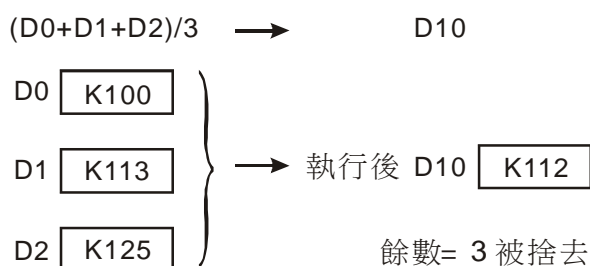 (D0+D1+D2)/3 → D10
D0 K100
D1 K113 → 執行後 D10 K112
D2 K125
餘數= 3 被捨去